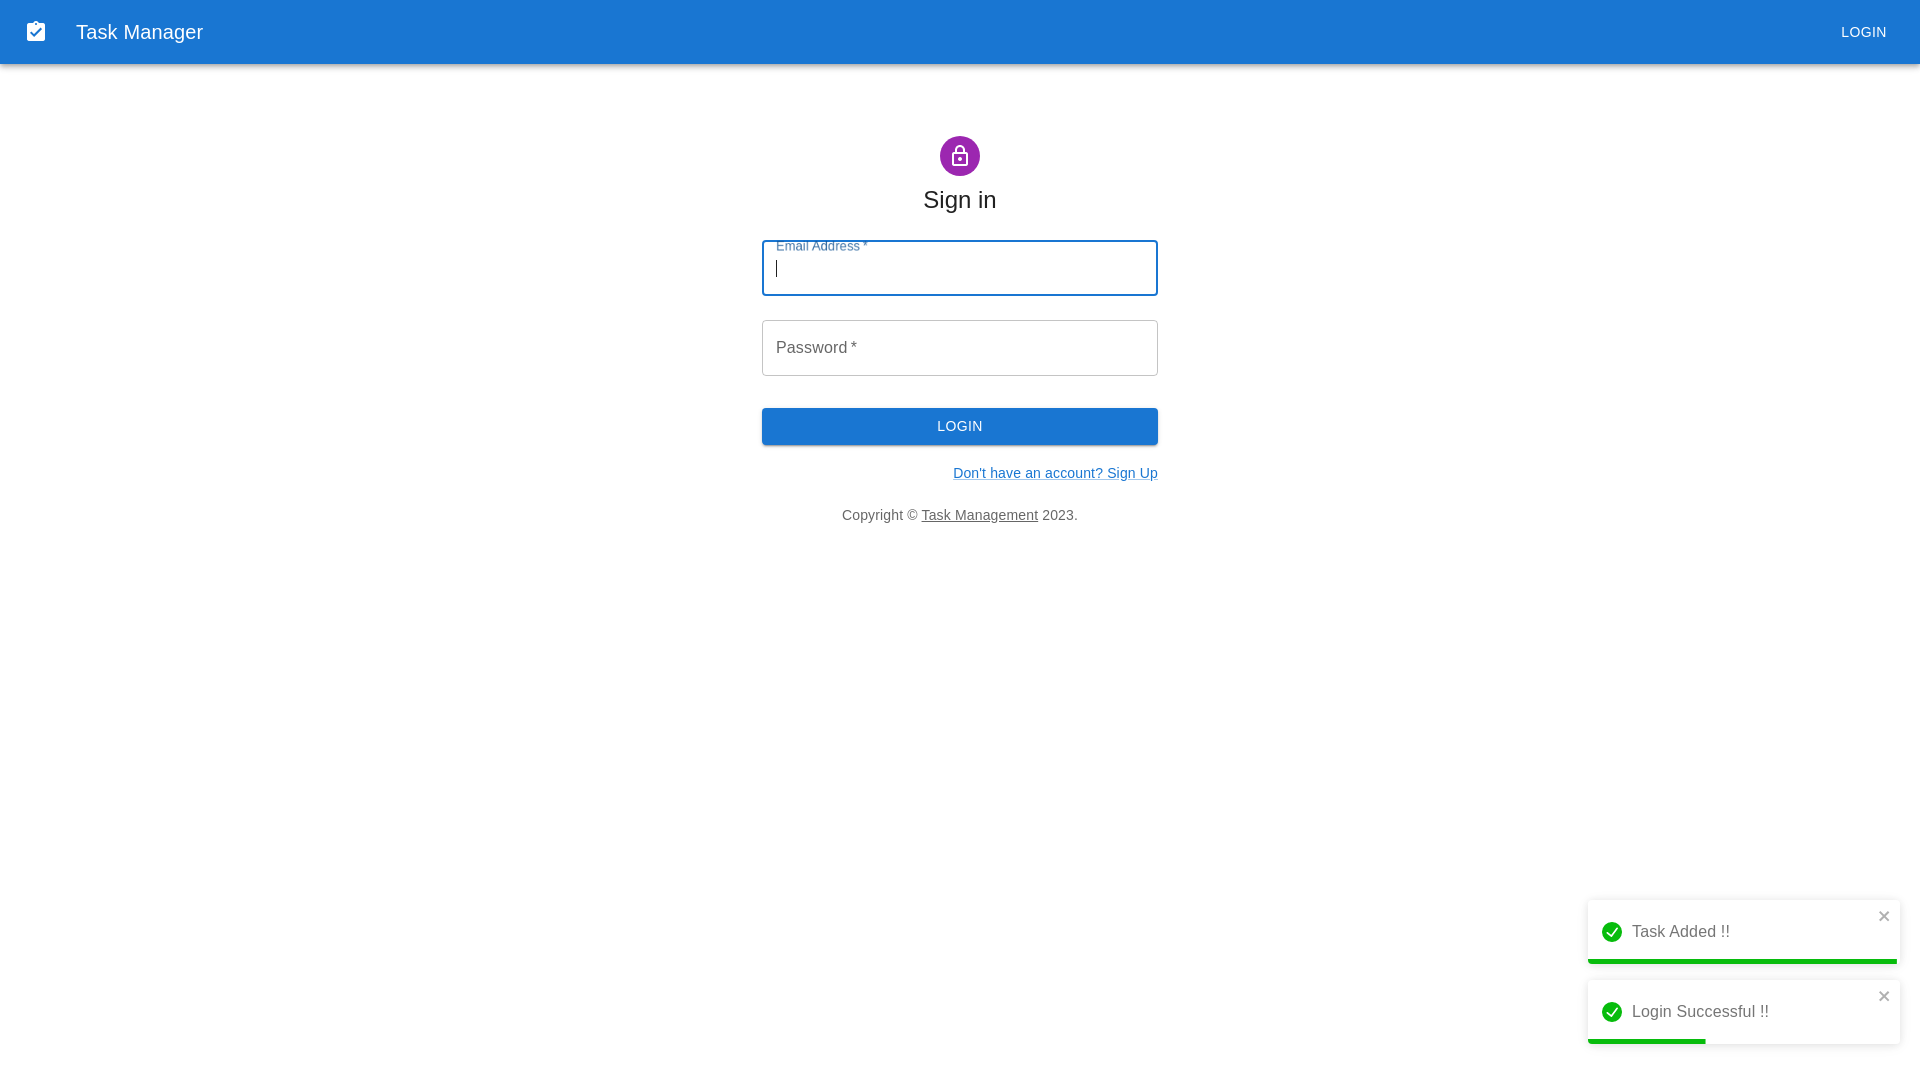 Task Manager
LOGIN
Sign in
Email Address *
Password *
LOGIN
Don't have an account? Sign Up
Copyright © Task Management 2023.
Task Added !!
Login Successful !!